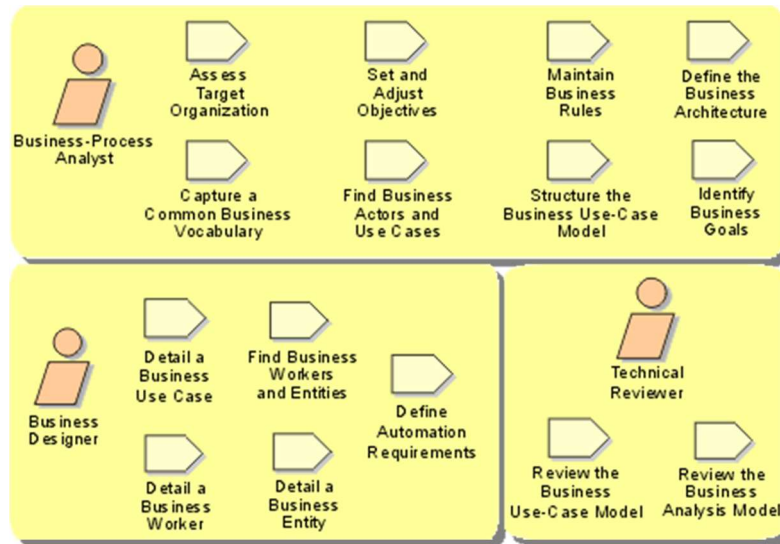 Business-Process
Analyst
Assess
Target
Organization
Set and
Adjust
Objectives
Maintain
Business
Rules
Define the
Business
Architecture
Capture a
Common Business
Vocabulary
Find Business
Actors and
Use Cases
Structure the
Business Use-Case
Model
Identify
Business
Goals
Business
Designer
Detail a
Business
Use Case
Find Business
Workers
and Entities
Define
Automation
Requirements
Detail a
Business
Worker
Detail a
Business
Entity
Technical
Reviewer
Review the
Business
Use-Case Model
Review the
Business
Analysis Model